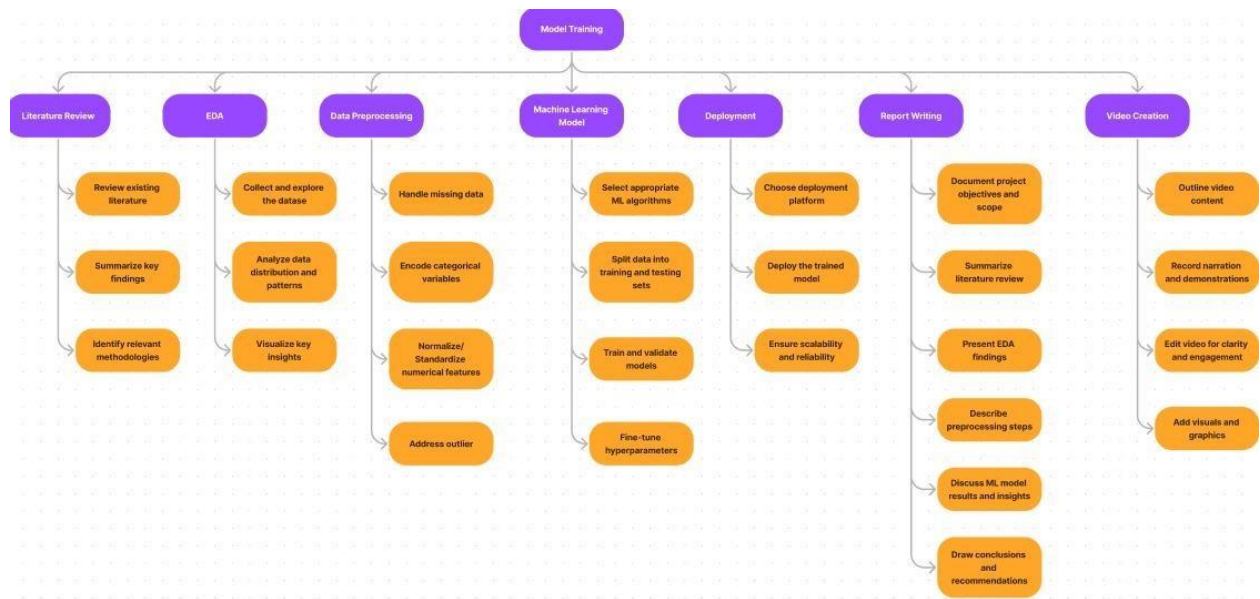 Model Training
Literature Review
EDA
Data Preprocessing
Machine Learning
Model
Deployment
Report Writing
Video Creation
Review existing
literature
Summarize key
findings
Identify relevant
methodologies
Collect and explore
the datase
Analyze data
distribution and
patterns
Visualize key
insights
Handle missing data
Encode categorical
variables
Normalize/
Standardize
numerical features
Address outlier
Select appropriate
ML algorithms
Split data into
training and testing
sets
Train and validate
models
Fine-tune
hyperparameters
Choose deployment
platform
Deploy the trained
model
Ensure scalability
and reliability
Document project
objectives and
scope
Summarize
literature review
Present EDA
findings
Describe
preprocessing steps
Discuss ML model
results and insights
Draw conclusions
and
recommendations
Outline video
content
Record narration
and demonstrations
Edit video for clarity
and engagement
Add visuals and
graphics